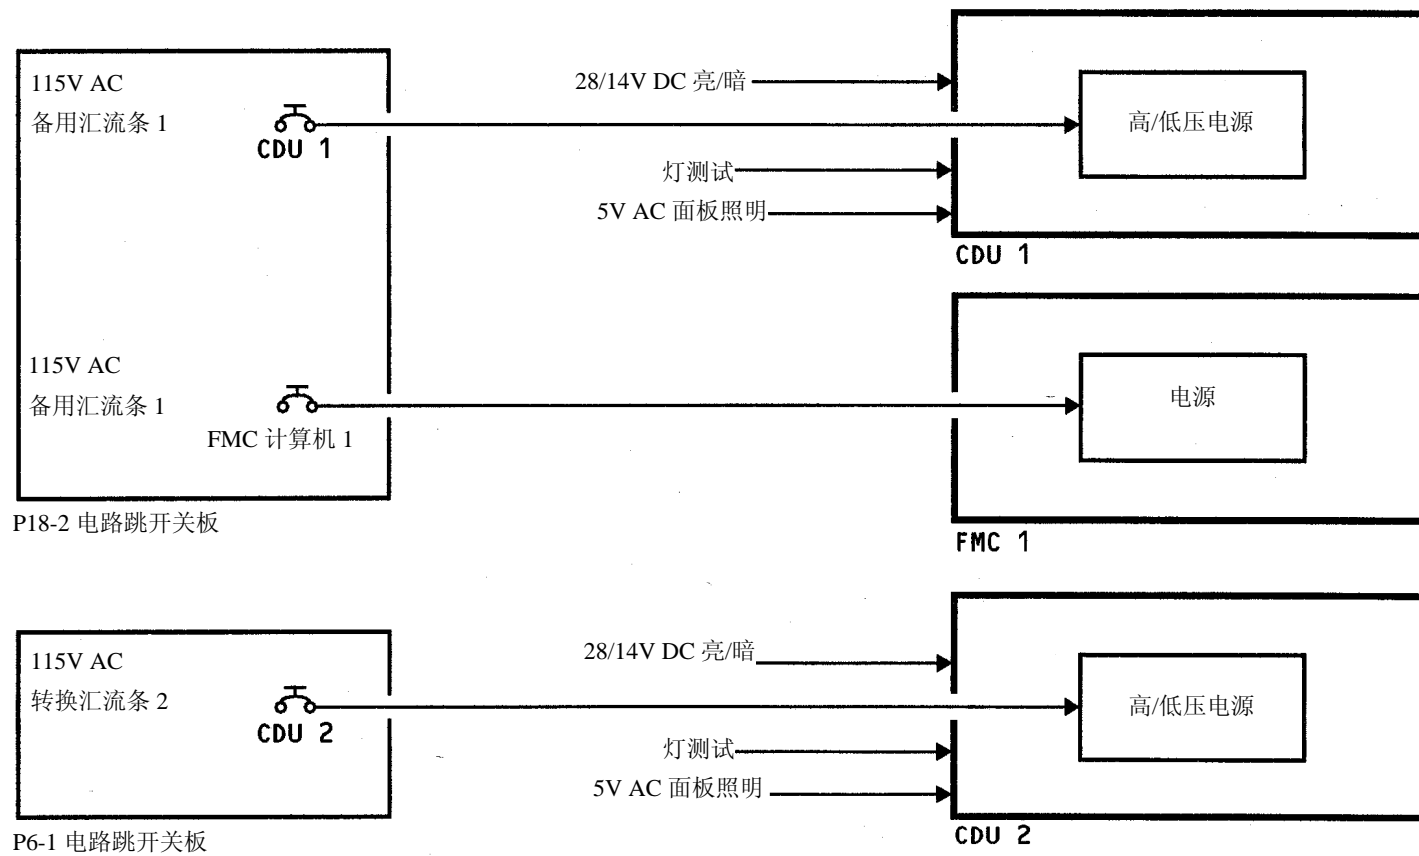 115V AC
备用汇流条 1
CDU 1
28/14V DC 亮/暗
灯测试
5V AC 面板照明
高/低压电源
CDU 1
115V AC
备用汇流条 1
FMC 计算机 1
P18-2 电路跳开关板
电源
FMC 1
115V AC
转换汇流条 2
CDU 2
P6-1 电路跳开关板
28/14V DC 亮/暗
灯测试
5V AC 面板照明
高/低压电源
CDU 2